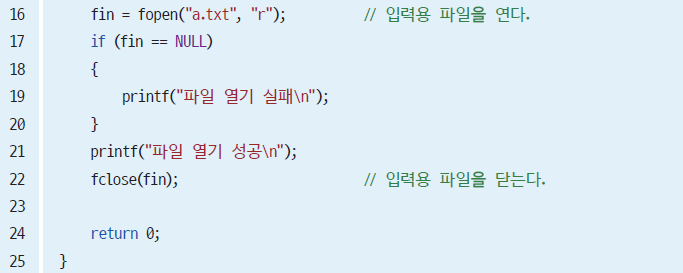 16 fin = fopen("a.txt", "r"); // 입력용 파일을 연다.
17 if (fin == NULL)
18 {
19 printf("파일 열기 실패\n");
20 }
21 printf("파일 열기 성공\n");
22 fclose(fin); // 입력용 파일을 닫는다.
23
24 return 0;
25 }